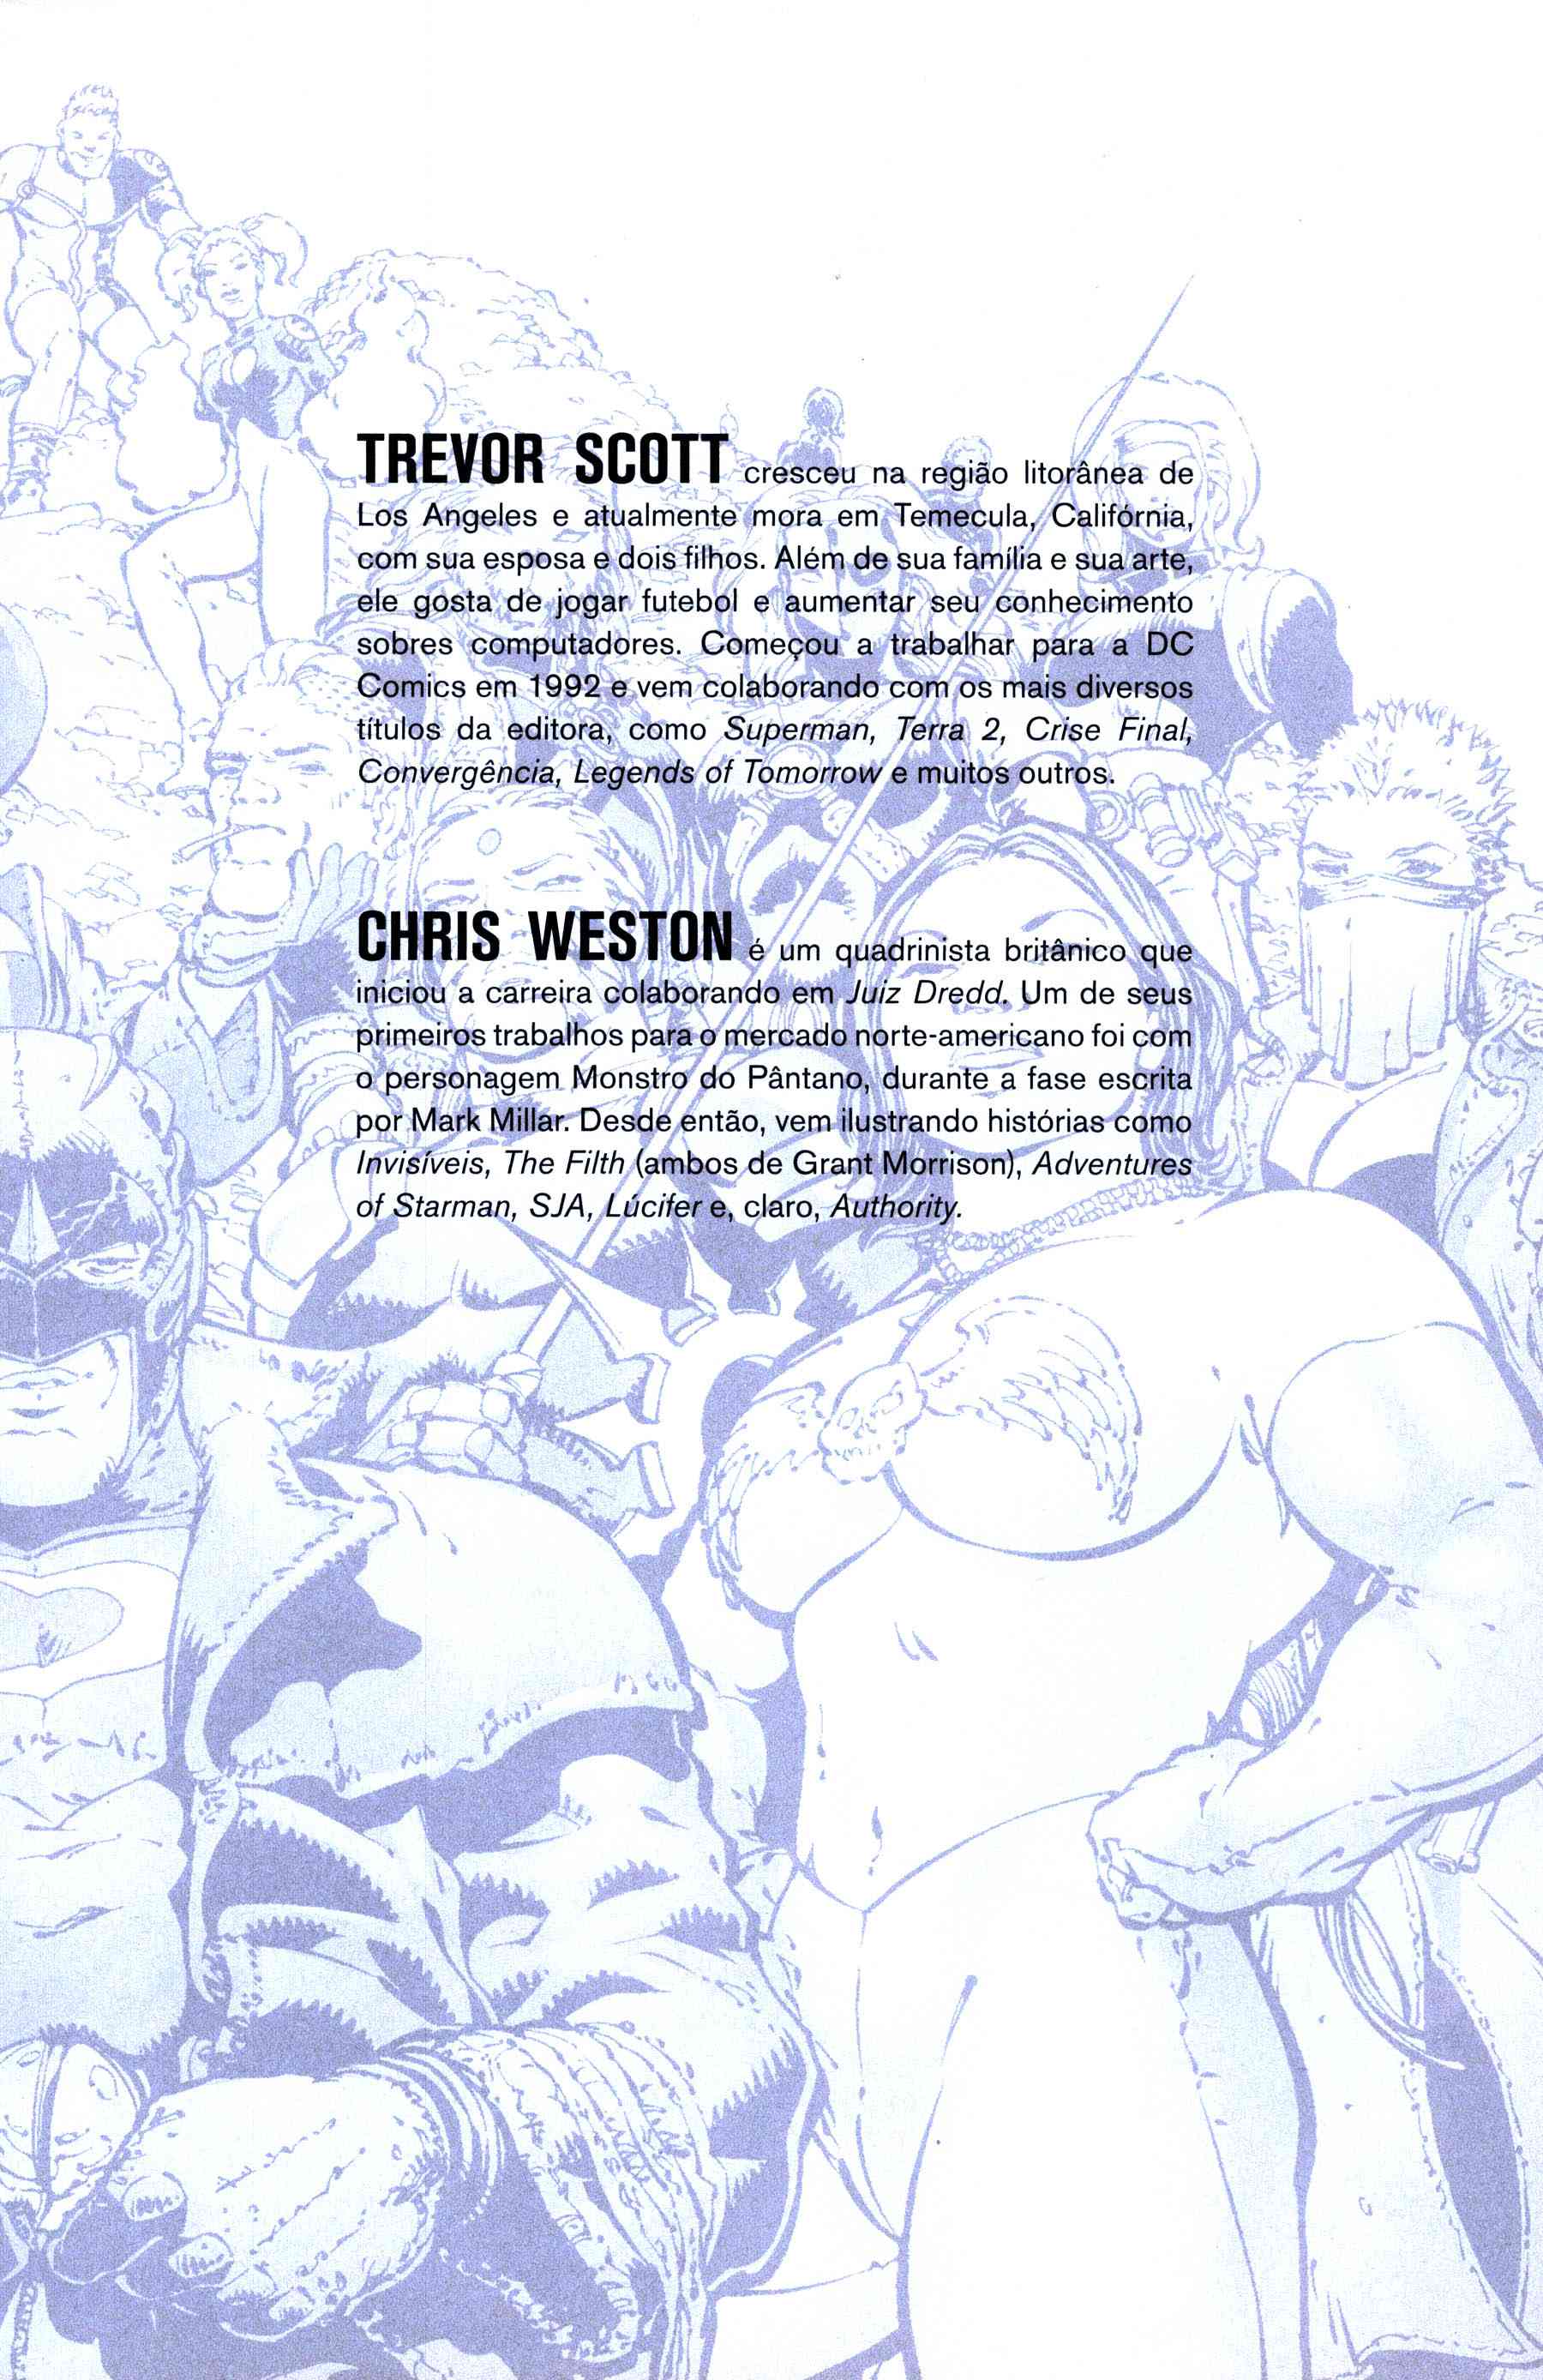 TREVOR SCOTT cresceu na região litorânea de
Los Angeles e atualmente mora em Temecula, Califórnia,
com sua esposa e dois filhos. Além de sua família e sua arte,
ele gosta de jogar futebol e aumentar seu conhecimento
sobres computadores. Começou a trabalhar para a DC
Comics em 1992 e vem colaborando com os mais diversos
títulos da editora, como Superman, Terra 2, Crise Final,
Convergência, Legends of Tomorrow e muitos outros.
CHRIS WESTON é um quadrinista britânico que
iniciou a carreira colaborando em Juiz Dredd. Um de seus
primeiros trabalhos para o mercado norte-americano foi com
o personagem Monstro do Pântano, durante a fase escrita
por Mark Millar. Desde então, vem ilustrando histórias como
Invisíveis, The Filth (ambos de Grant Morrison), Adventures
of Starman, SJA, Lúcifer e, claro, Authority.